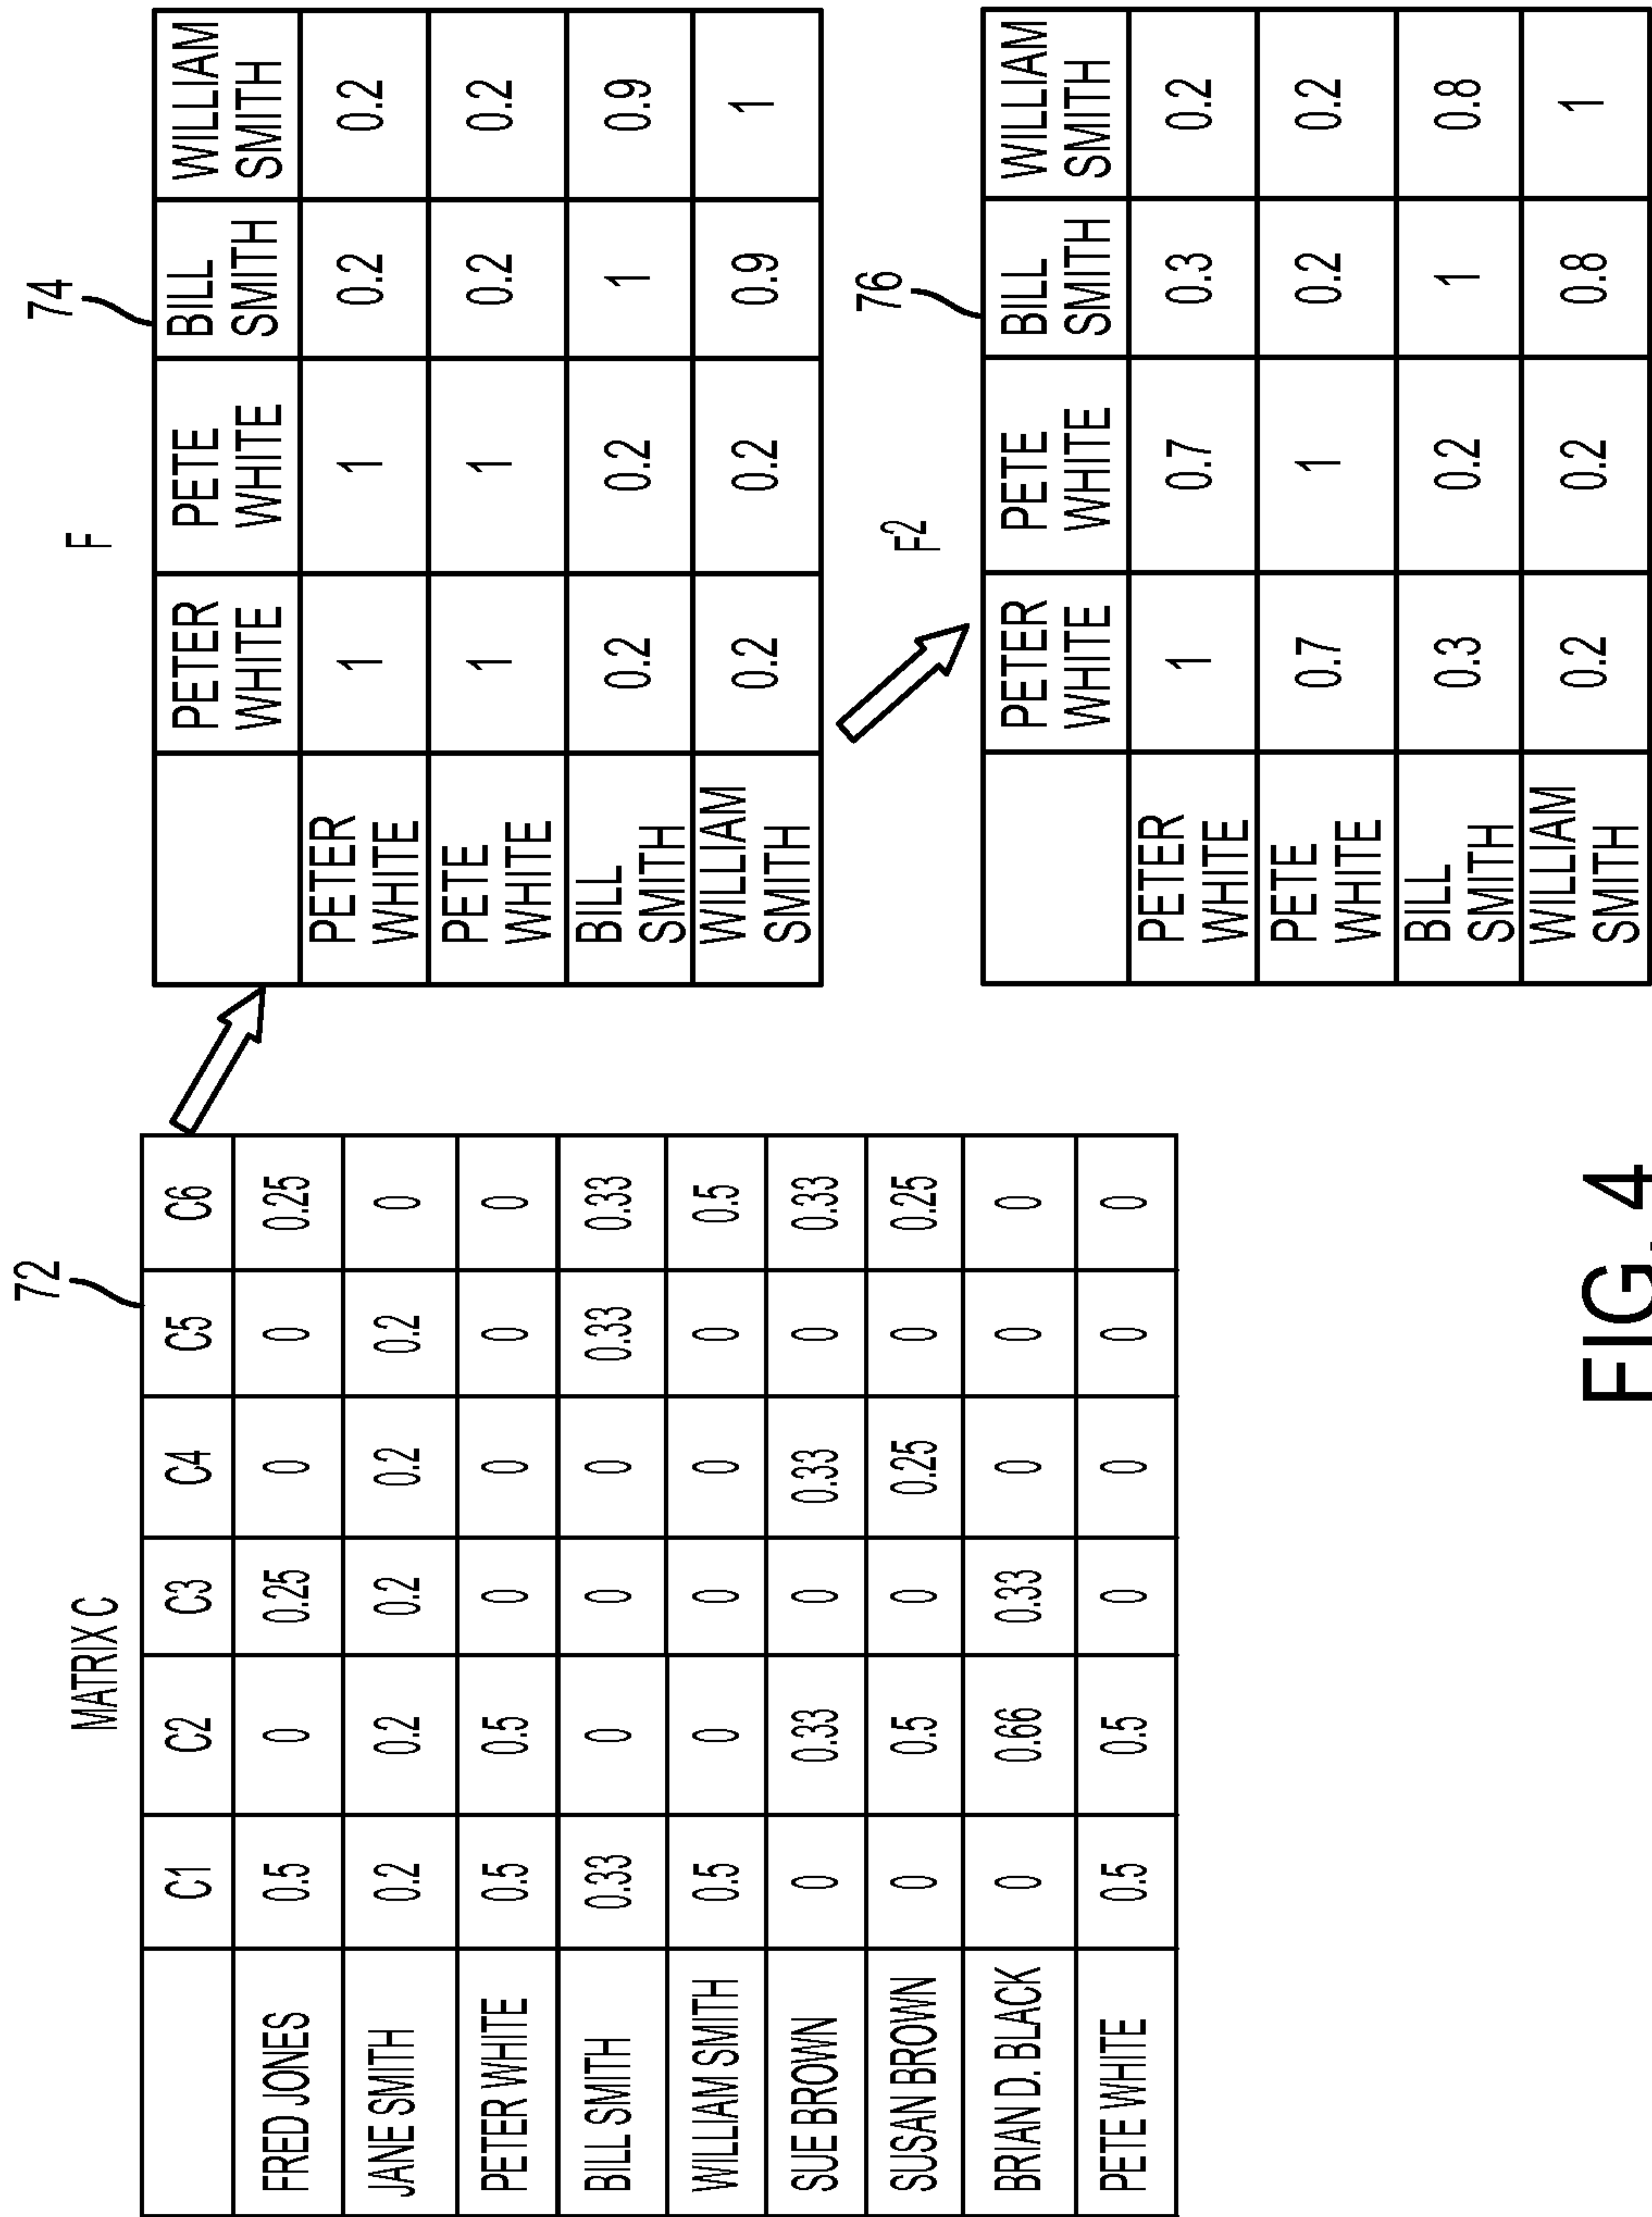 MATRIX C
72
C1 C2 C3 C4 C5 C6
FRED JONES 0.5 0 0.25 0 0 0.25
JANE SMITH 0.2 0.2 0.2 0.2 0.2 0
PETER WHITE 0.5 0.5 0 0 0 0
BILL SMITH 0.33 0 0 0 0.33 0.33
WILLIAM SMITH 0.5 0 0 0 0 0.5
SUE BROWN 0 0.33 0 0.33 0 0.33
SUSAN BROWN 0 0.5 0 0.25 0 0.25
BRIAN D. BLACK 0 0.66 0.33 0 0 0
PETE WHITE 0.5 0.5 0 0 0 0
F
74
PETER PETE BILL WILLIAM
WHITE WHITE SMITH SMITH
PETER
WHITE 1 1 0.2 0.2
PETE
WHITE 1 1 0.2 0.2
BILL
SMITH 0.2 0.2 1 0.9
WILLIAM
SMITH 0.2 0.2 0.9 1
F2
76
PETER PETE BILL WILLIAM
WHITE WHITE SMITH SMITH
PETER
WHITE 1 0.7 0.3 0.2
PETE
WHITE 0.7 1 0.2 0.2
BILL
SMITH 0.3 0.2 1 0.8
WILLIAM
SMITH 0.2 0.2 0.8 1
FIG. 4